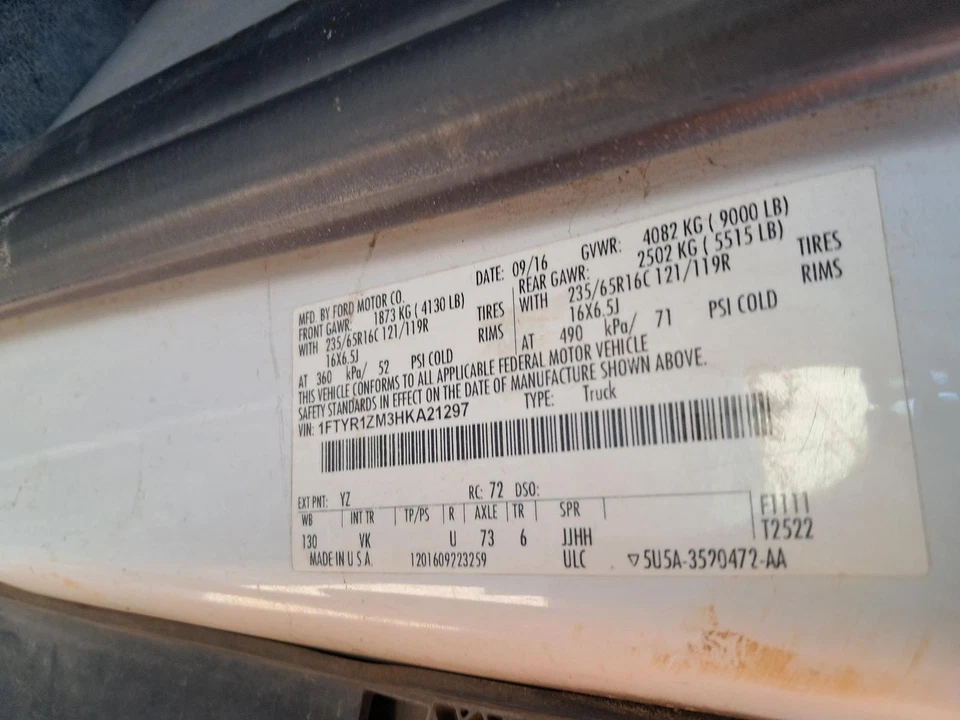 MFD. BY FORD MOTOR CO.
DATE: 09/16 GVWR: 4082 KG ( 9000 LB)
FRONT GAWR: 1873 KG ( 4130 LB)
WITH 235/65R16C 121/119R TIRES
16X6.5J RIMS
AT 360 kPa/ 52 PSI COLD
REAR GAWR: 2502 KG ( 5515 LB)
WITH 235/65R16C 121/119R TIRES
16X6.5J RIMS
AT 490 kPa/ 71 PSI COLD
THIS VEHICLE CONFORMS TO ALL APPLICABLE FEDERAL MOTOR VEHICLE
SAFETY STANDARDS IN EFFECT ON THE DATE OF MANUFACTURE SHOWN ABOVE.
VIN: 1FTYR1ZM3HKA21297 TYPE: Truck
EXT PNT: YZ RC: 72 DSO:
WB INT TR TP/PS R AXLE TR SPR F1111
130 VK U 73 6 JJHH T2522
MADE IN U S A 1201609723259 ULC ▽5U5A-3520472-AA